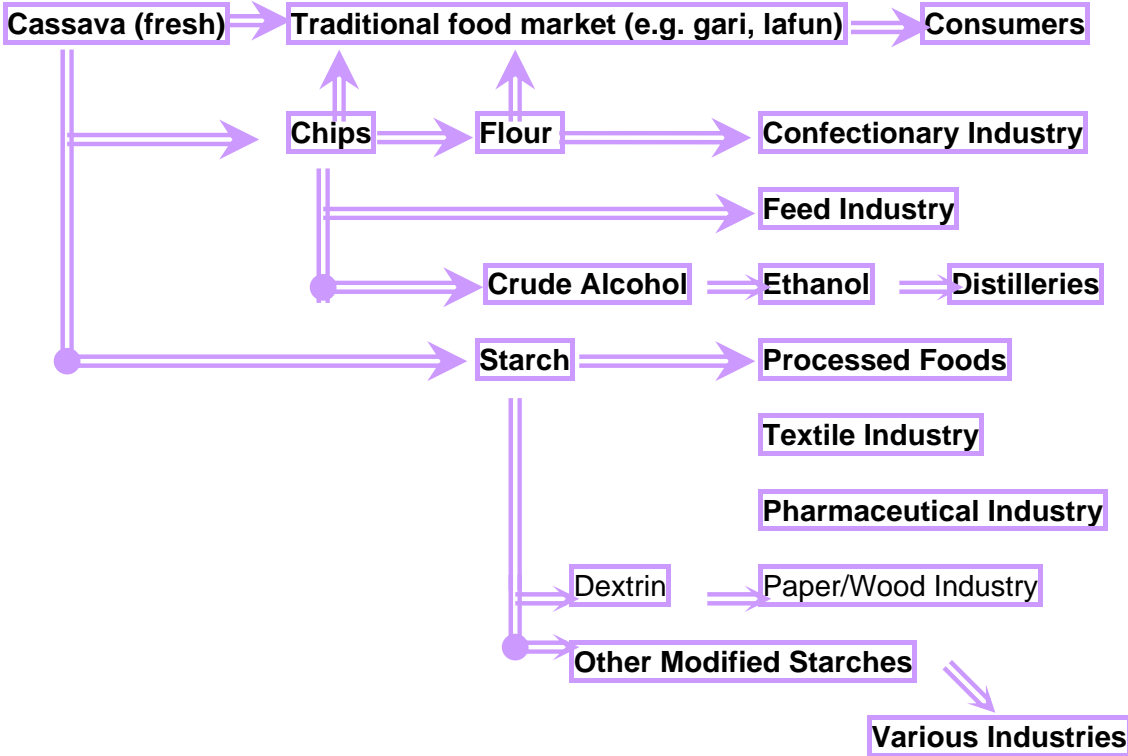 Cassava (fresh) Traditional food market (e.g. gari, lafun) Consumers
Chips Flour Confectionary Industry
Feed Industry
Crude Alcohol Ethanol Distilleries
Starch Processed Foods
Textile Industry
Pharmaceutical Industry
Dextrin Paper/Wood Industry
Other Modified Starches
Various Industries